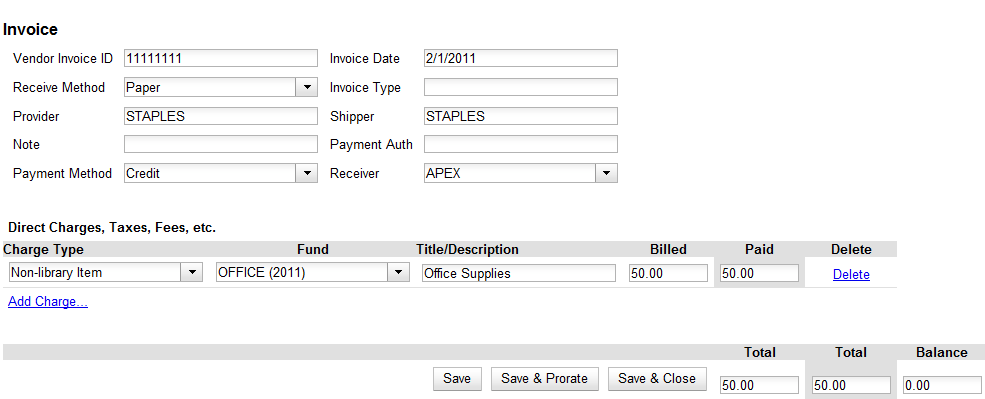 Invoice
Vendor Invoice ID 11111111 Invoice Date 2/1/2011
Receive Method Paper Invoice Type
Provider STAPLES Shipper STAPLES
Note Payment Auth
Payment Method Credit Receiver APEX
Direct Charges, Taxes, Fees, etc.
Charge Type Fund Title/Description Billed Paid Delete
Non-library Item OFFICE (2011) Office Supplies 50.00 50.00 Delete
Add Charge...
Total Total Balance
Save Save & Prorate Save & Close 50.00 50.00 0.00